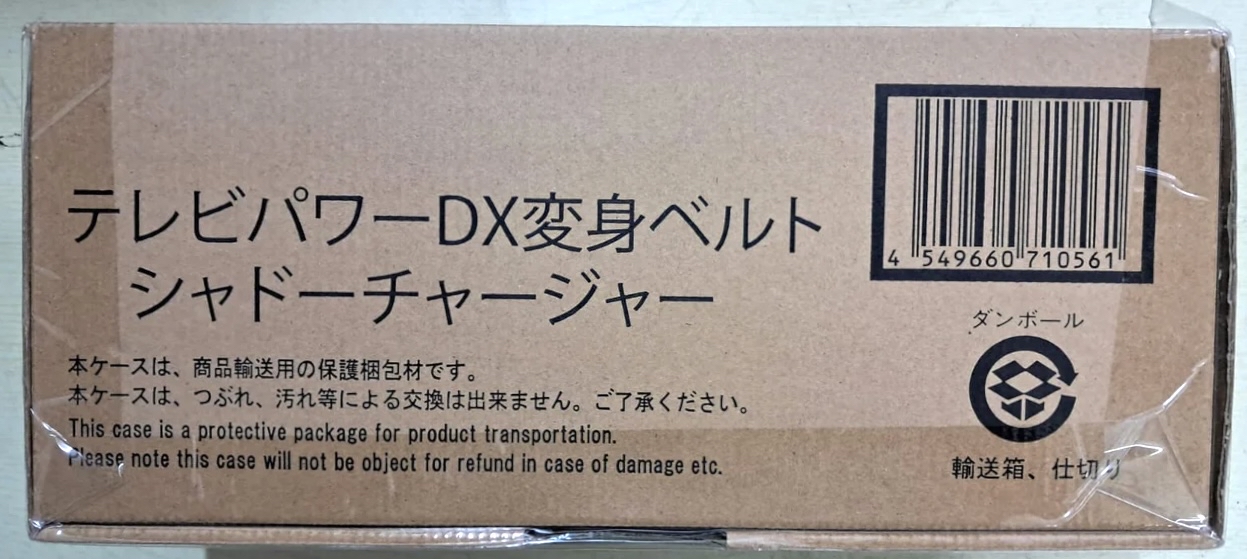 テレビパワーDX変身ベルト
シャドーチャージャー
本ケースは、商品輸送用の保護梱包材です。
本ケースは、つぶれ、汚れ等による交換は出来ません。ご了承ください。
This case is a protective package for product transportation.
Please note this case will not be object for refund in case of damage etc.
4 549660 710561
ダンボール
輸送箱、仕切り